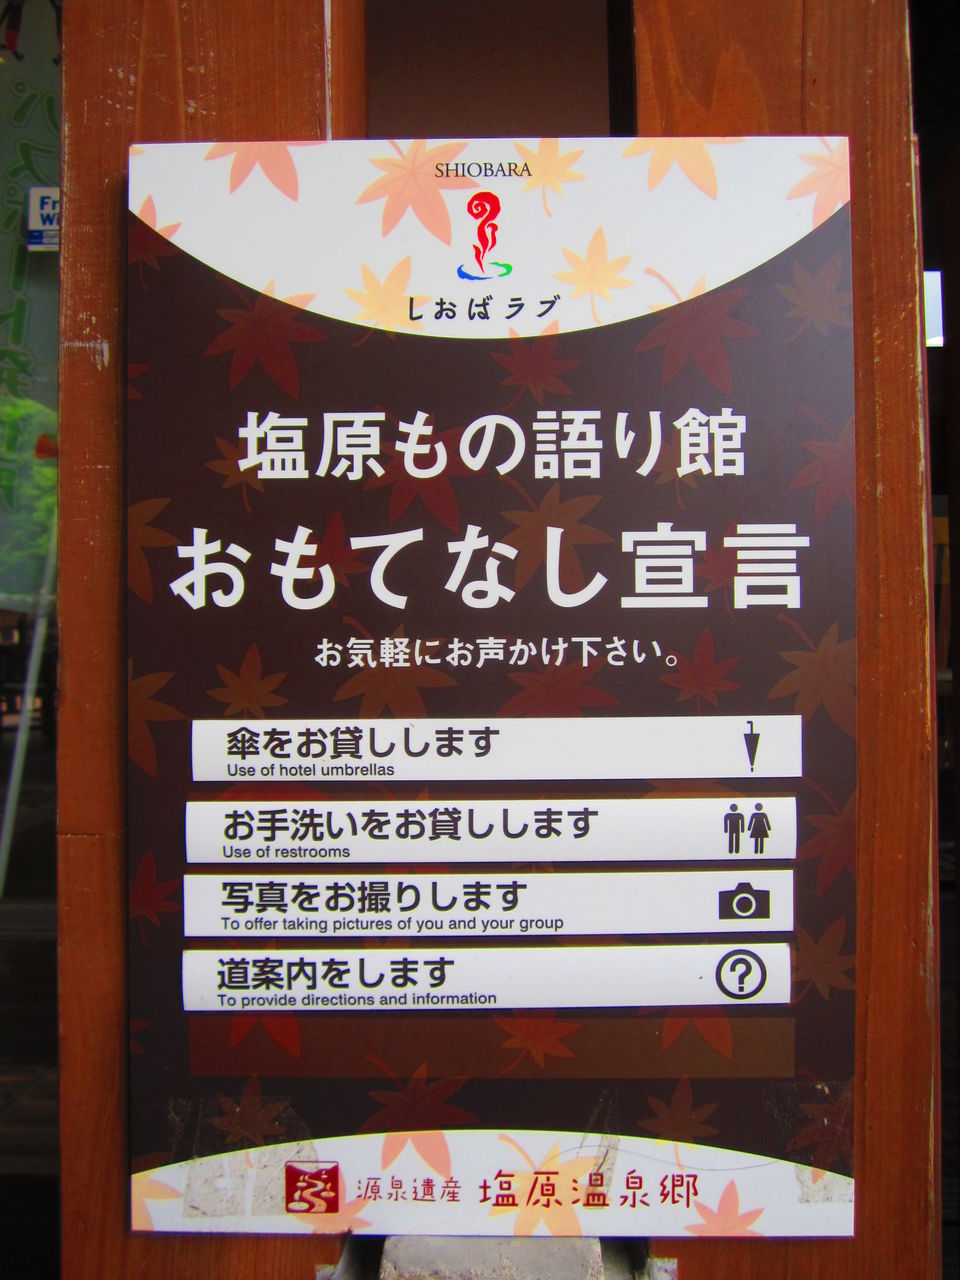 SHIOBARA
しおばラブ
塩原もの語り館
おもてなし宣言
お気軽にお声かけ下さい。
傘をお貸しします
Use of hotel umbrellas
お手洗いをお貸しします
Use of restrooms
写真をお撮りします
To offer taking pictures of you and your group
道案内をします
To provide directions and information
源泉遺産 塩原温泉郷